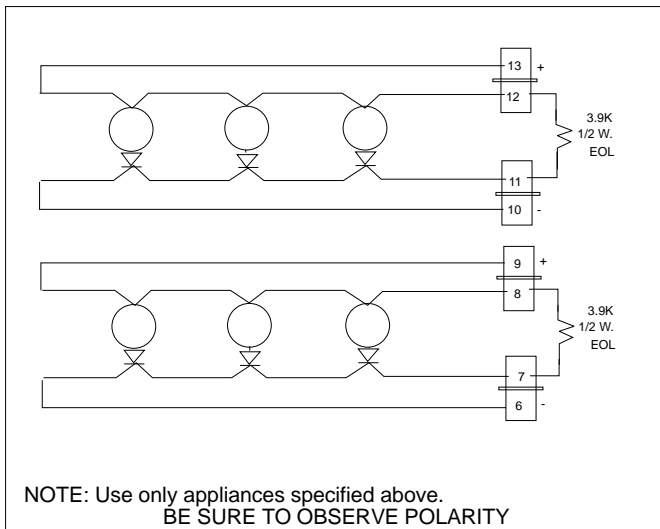 13 +
12
3.9K
1/2 W.
EOL
11
10 -
9 +
8
3.9K
1/2 W.
EOL
7
6 -
NOTE: Use only appliances specified above.
BE SURE TO OBSERVE POLARITY